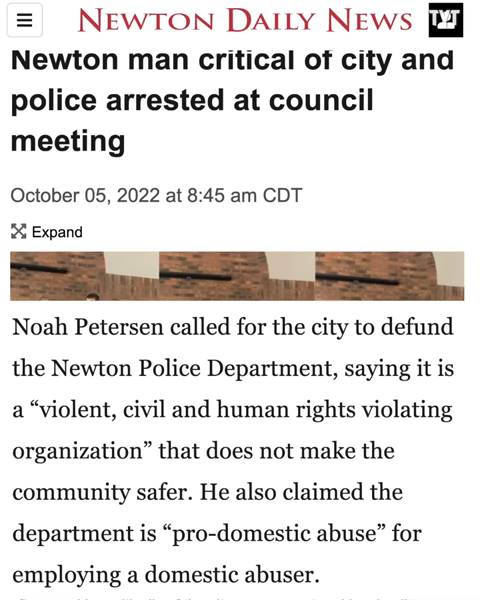 NEWTON DAILY NEWS TYT
Newton man critical of city and
police arrested at council
meeting
October 05, 2022 at 8:45 am CDT
Expand
Noah Petersen called for the city to defund
the Newton Police Department, saying it is
a “violent, civil and human rights violating
organization” that does not make the
community safer. He also claimed the
department is “pro-domestic abuse” for
employing a domestic abuser.